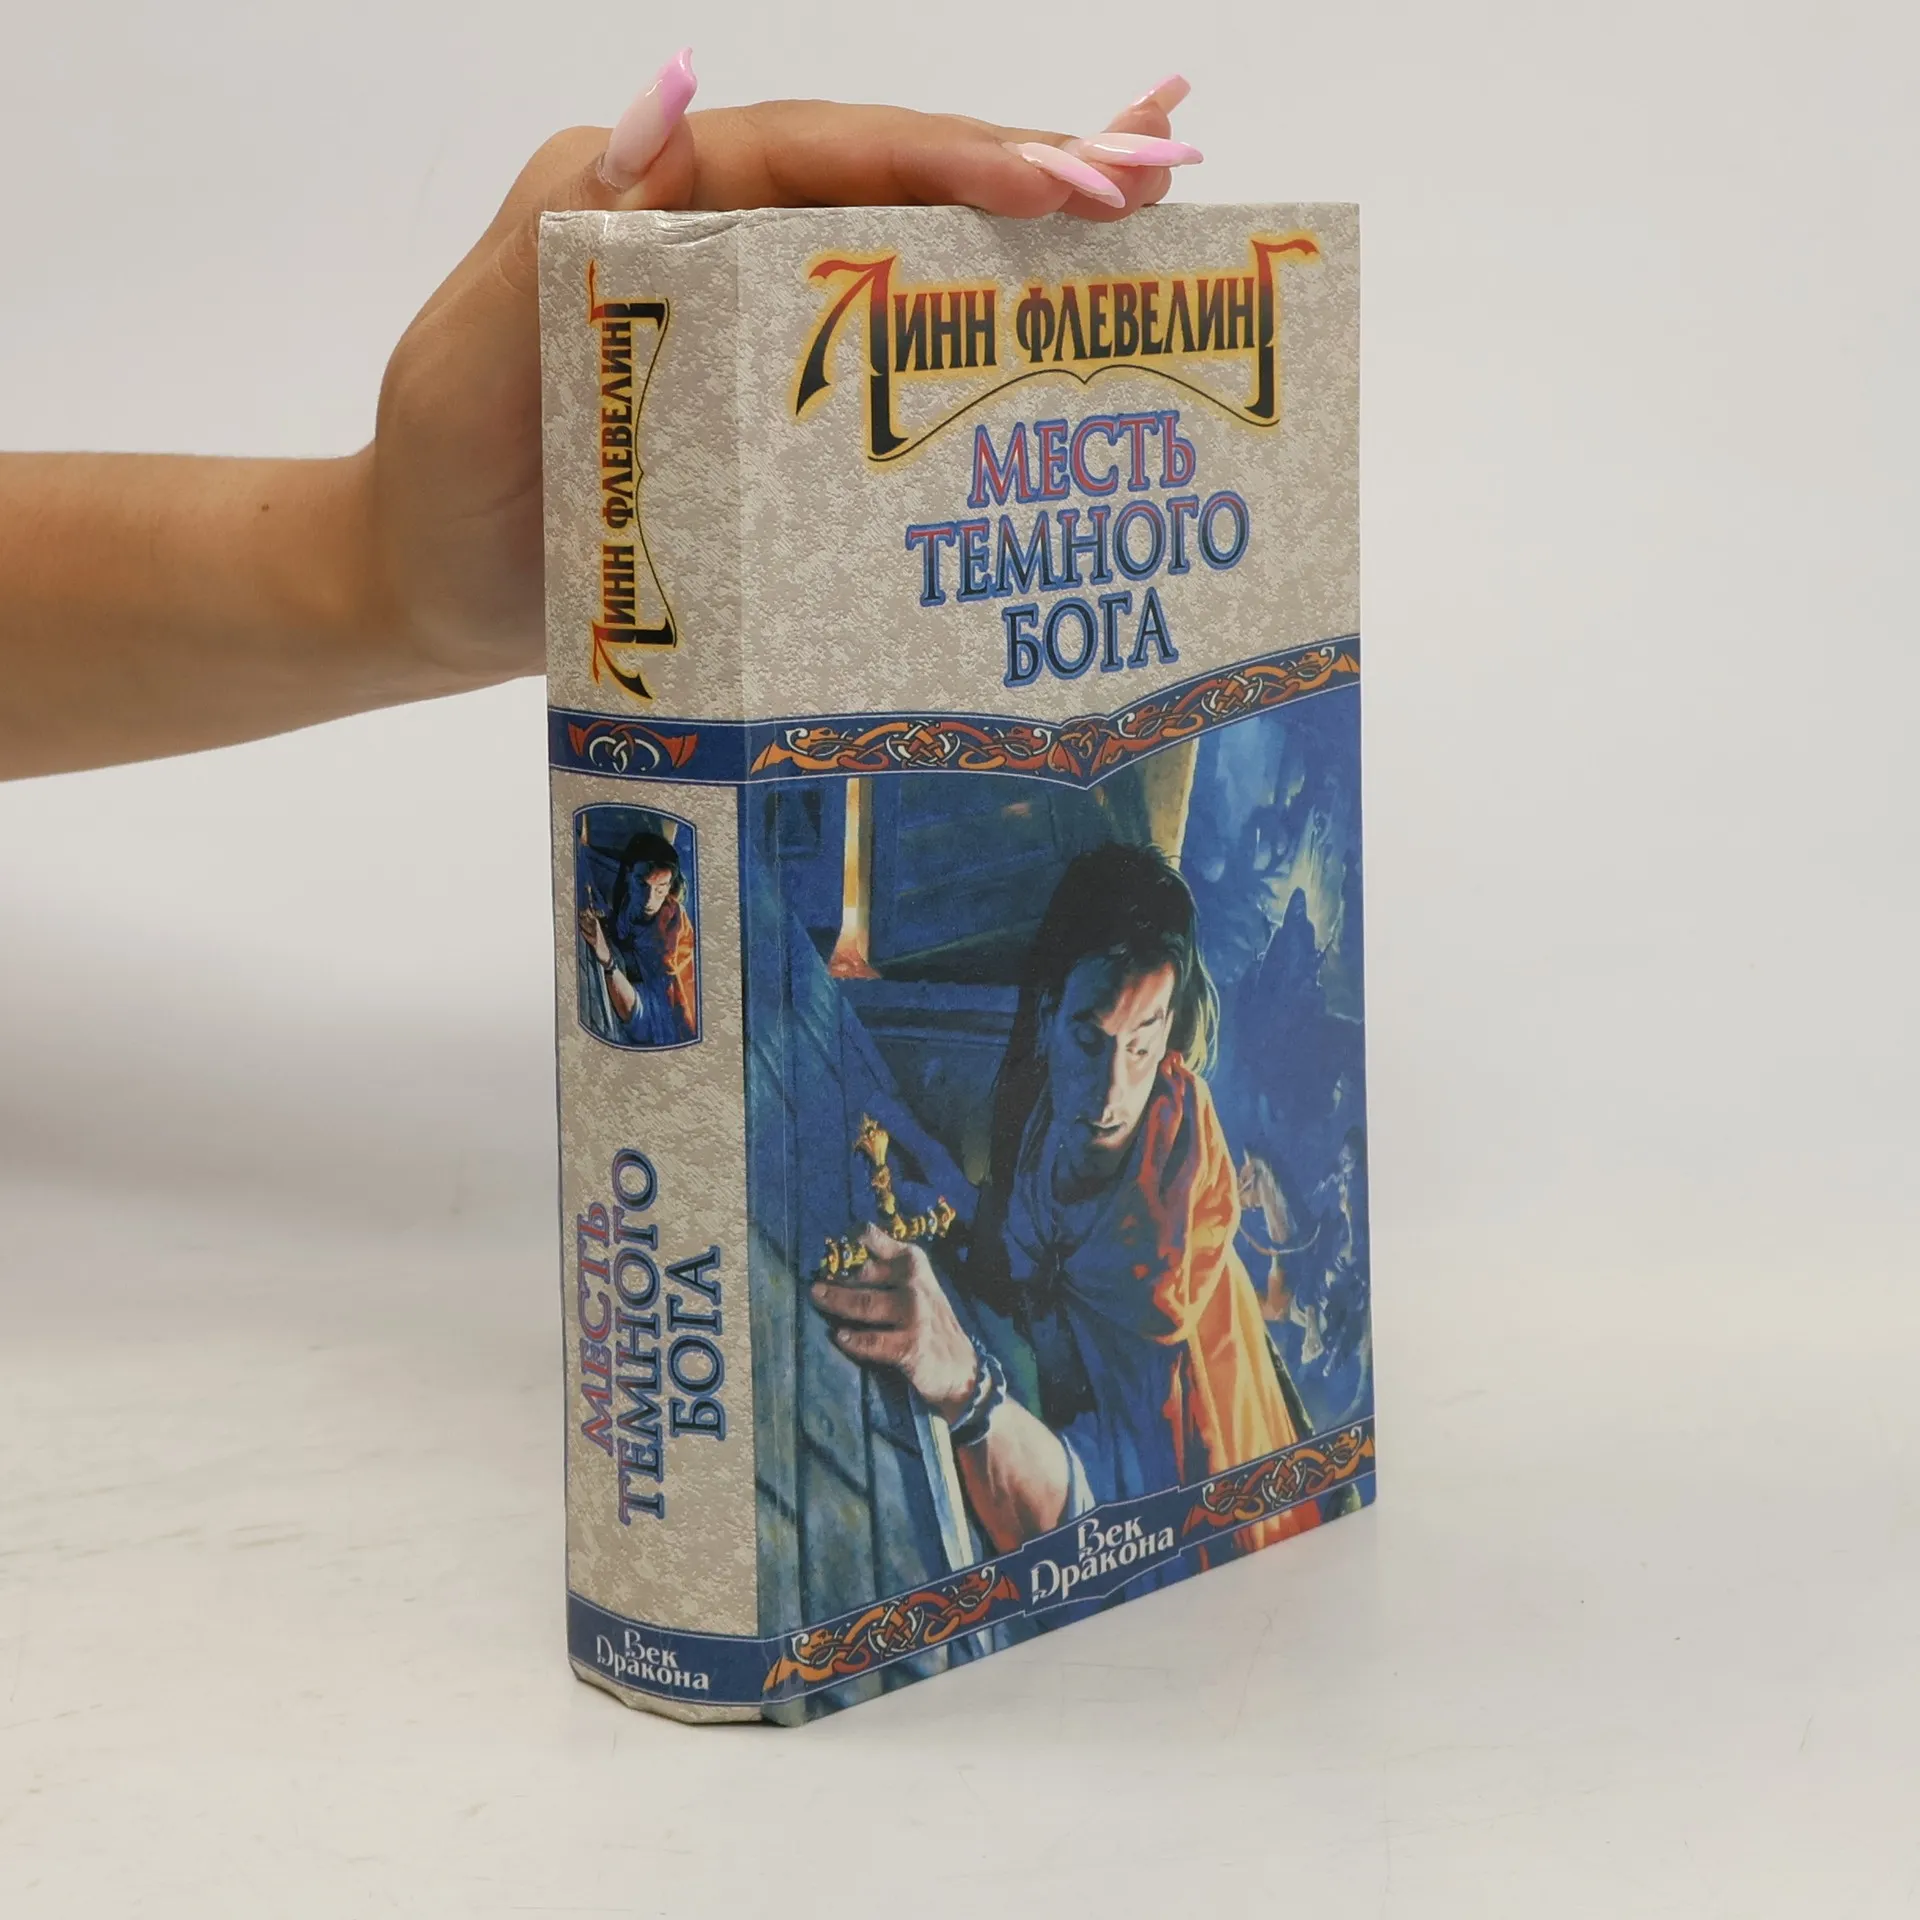 ЛИНН ФЛЕВЕЛИНГ
МЕСТЬ
ТЕМНОГО
БОГА
Век
Дракона
ЛИНН ФЛЕВЕЛИНГ
МЕСТЬ
ТЕМНОГО
БОГА
Век
Дракона